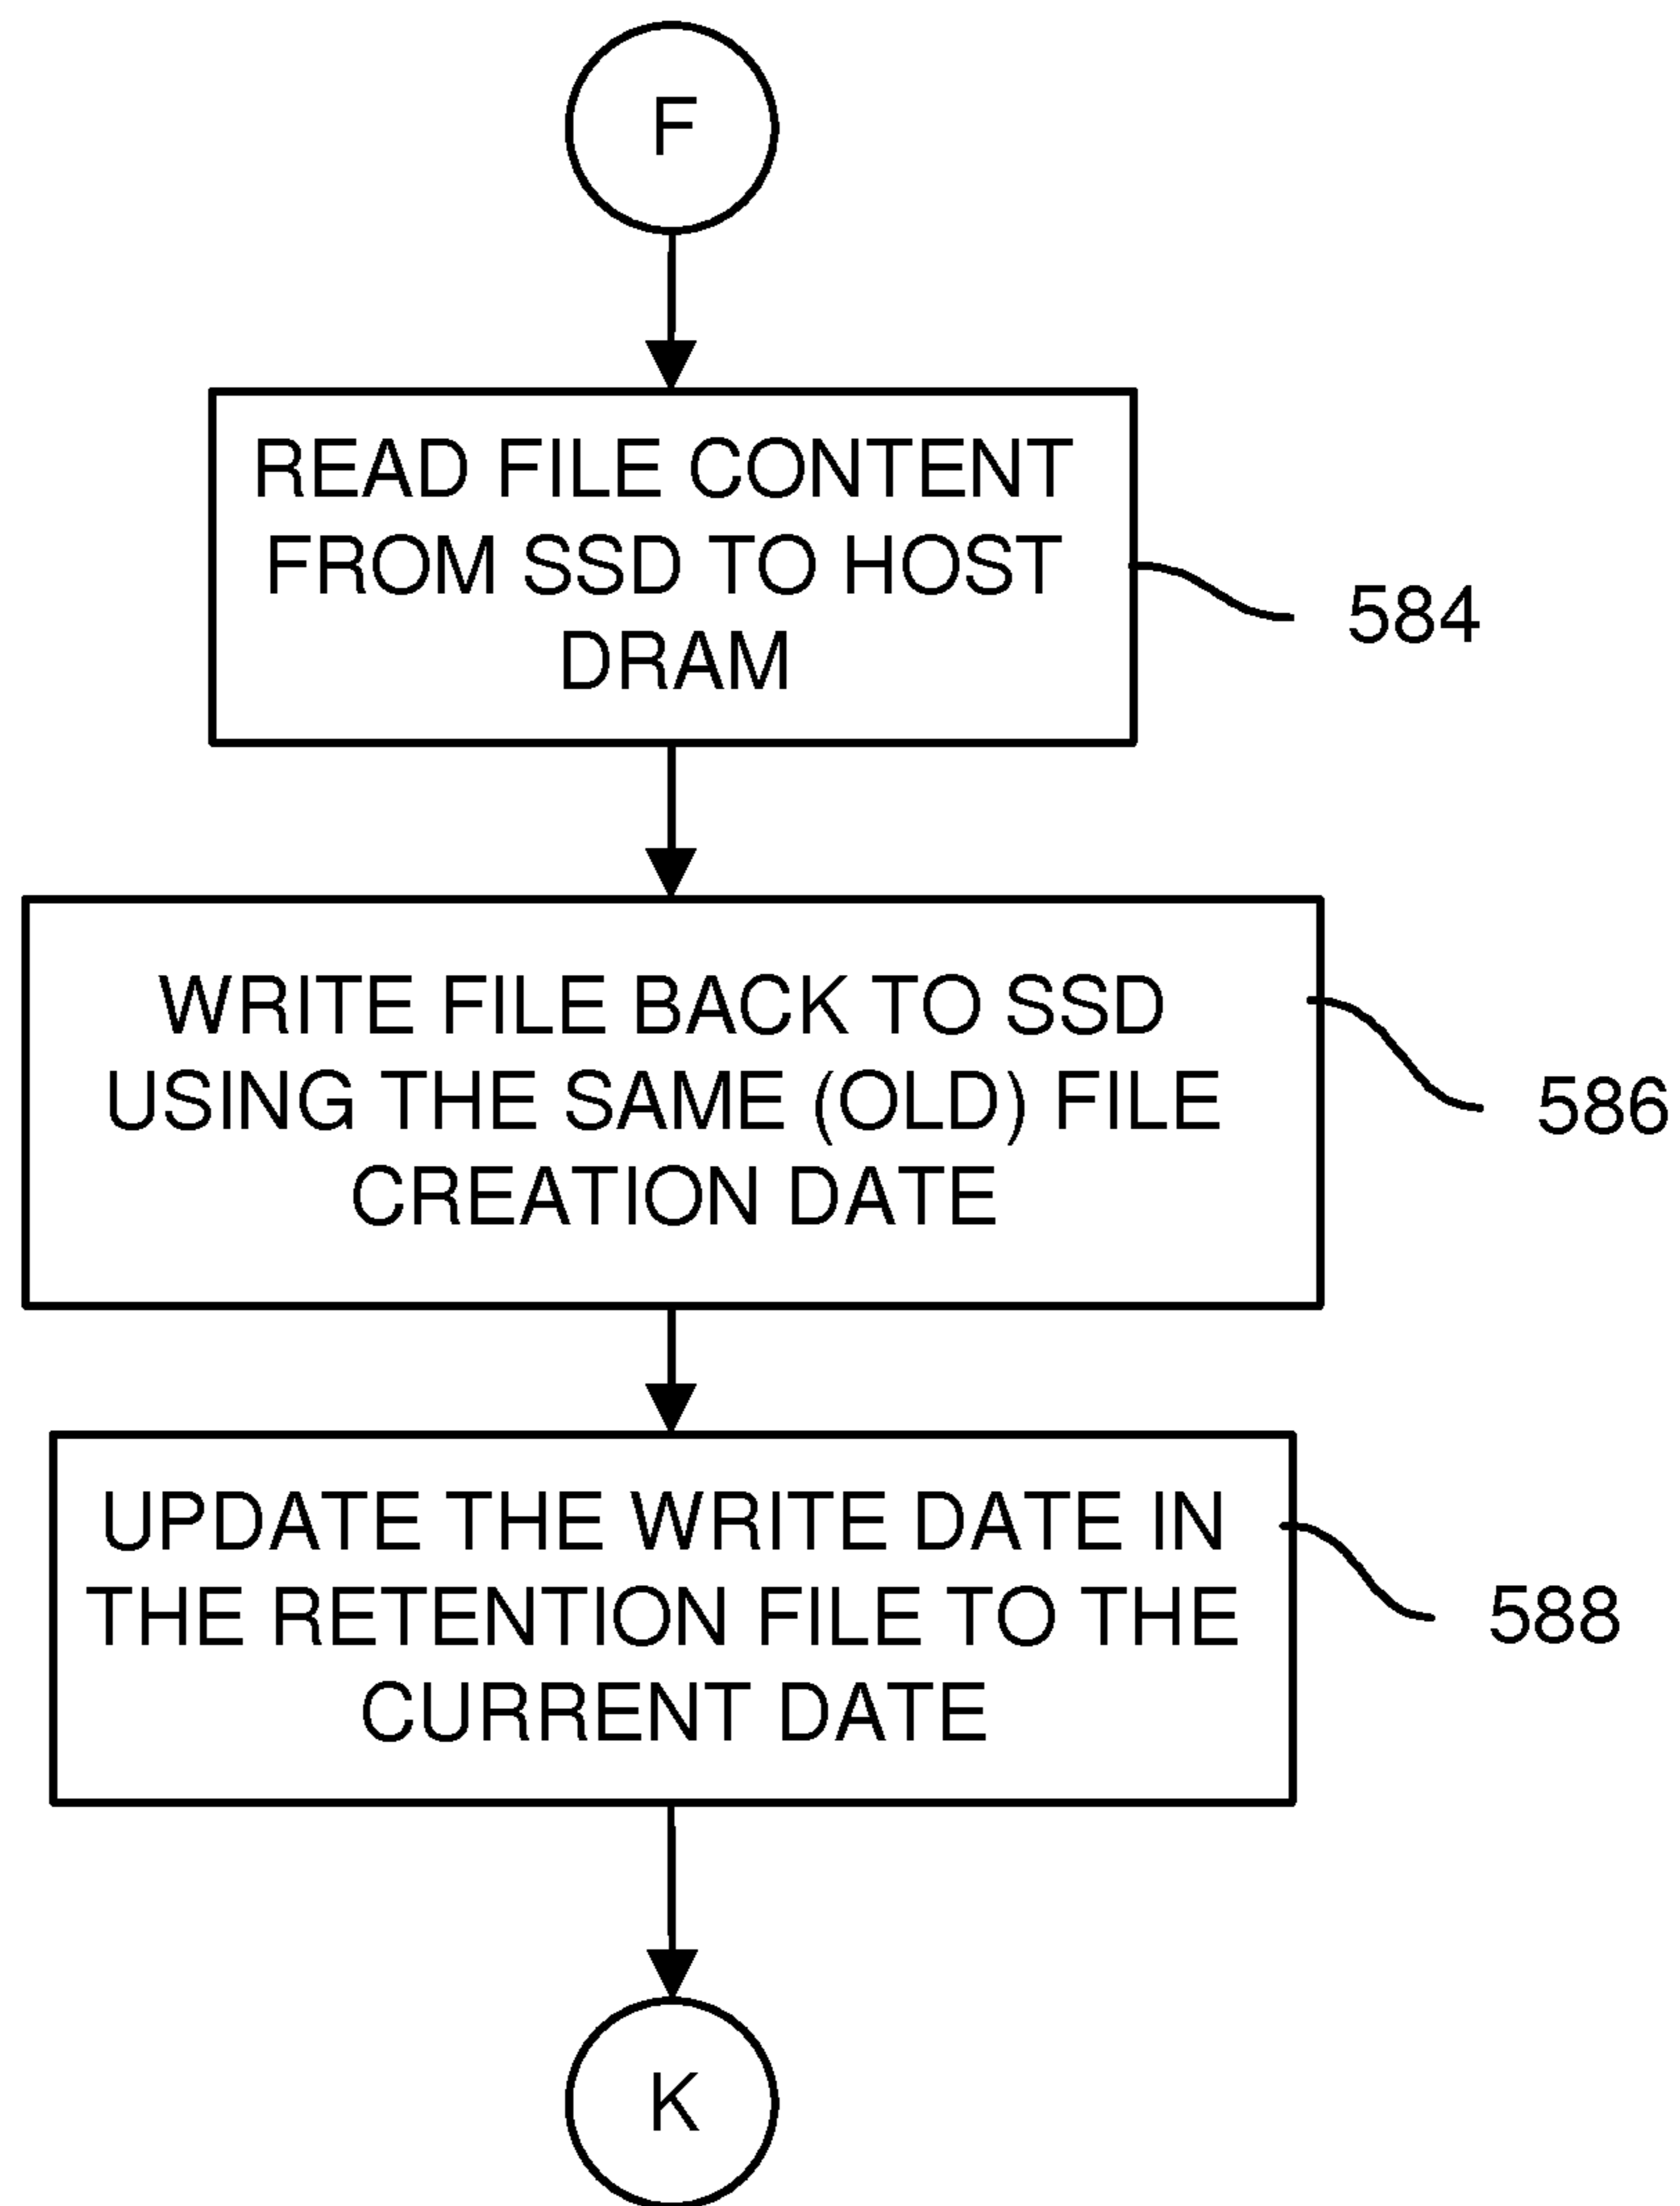 F
READ FILE CONTENT
FROM SSD TO HOST
DRAM
584
WRITE FILE BACK TO SSD
USING THE SAME (OLD) FILE
CREATION DATE
586
UPDATE THE WRITE DATE IN
THE RETENTION FILE TO THE
CURRENT DATE
588
K